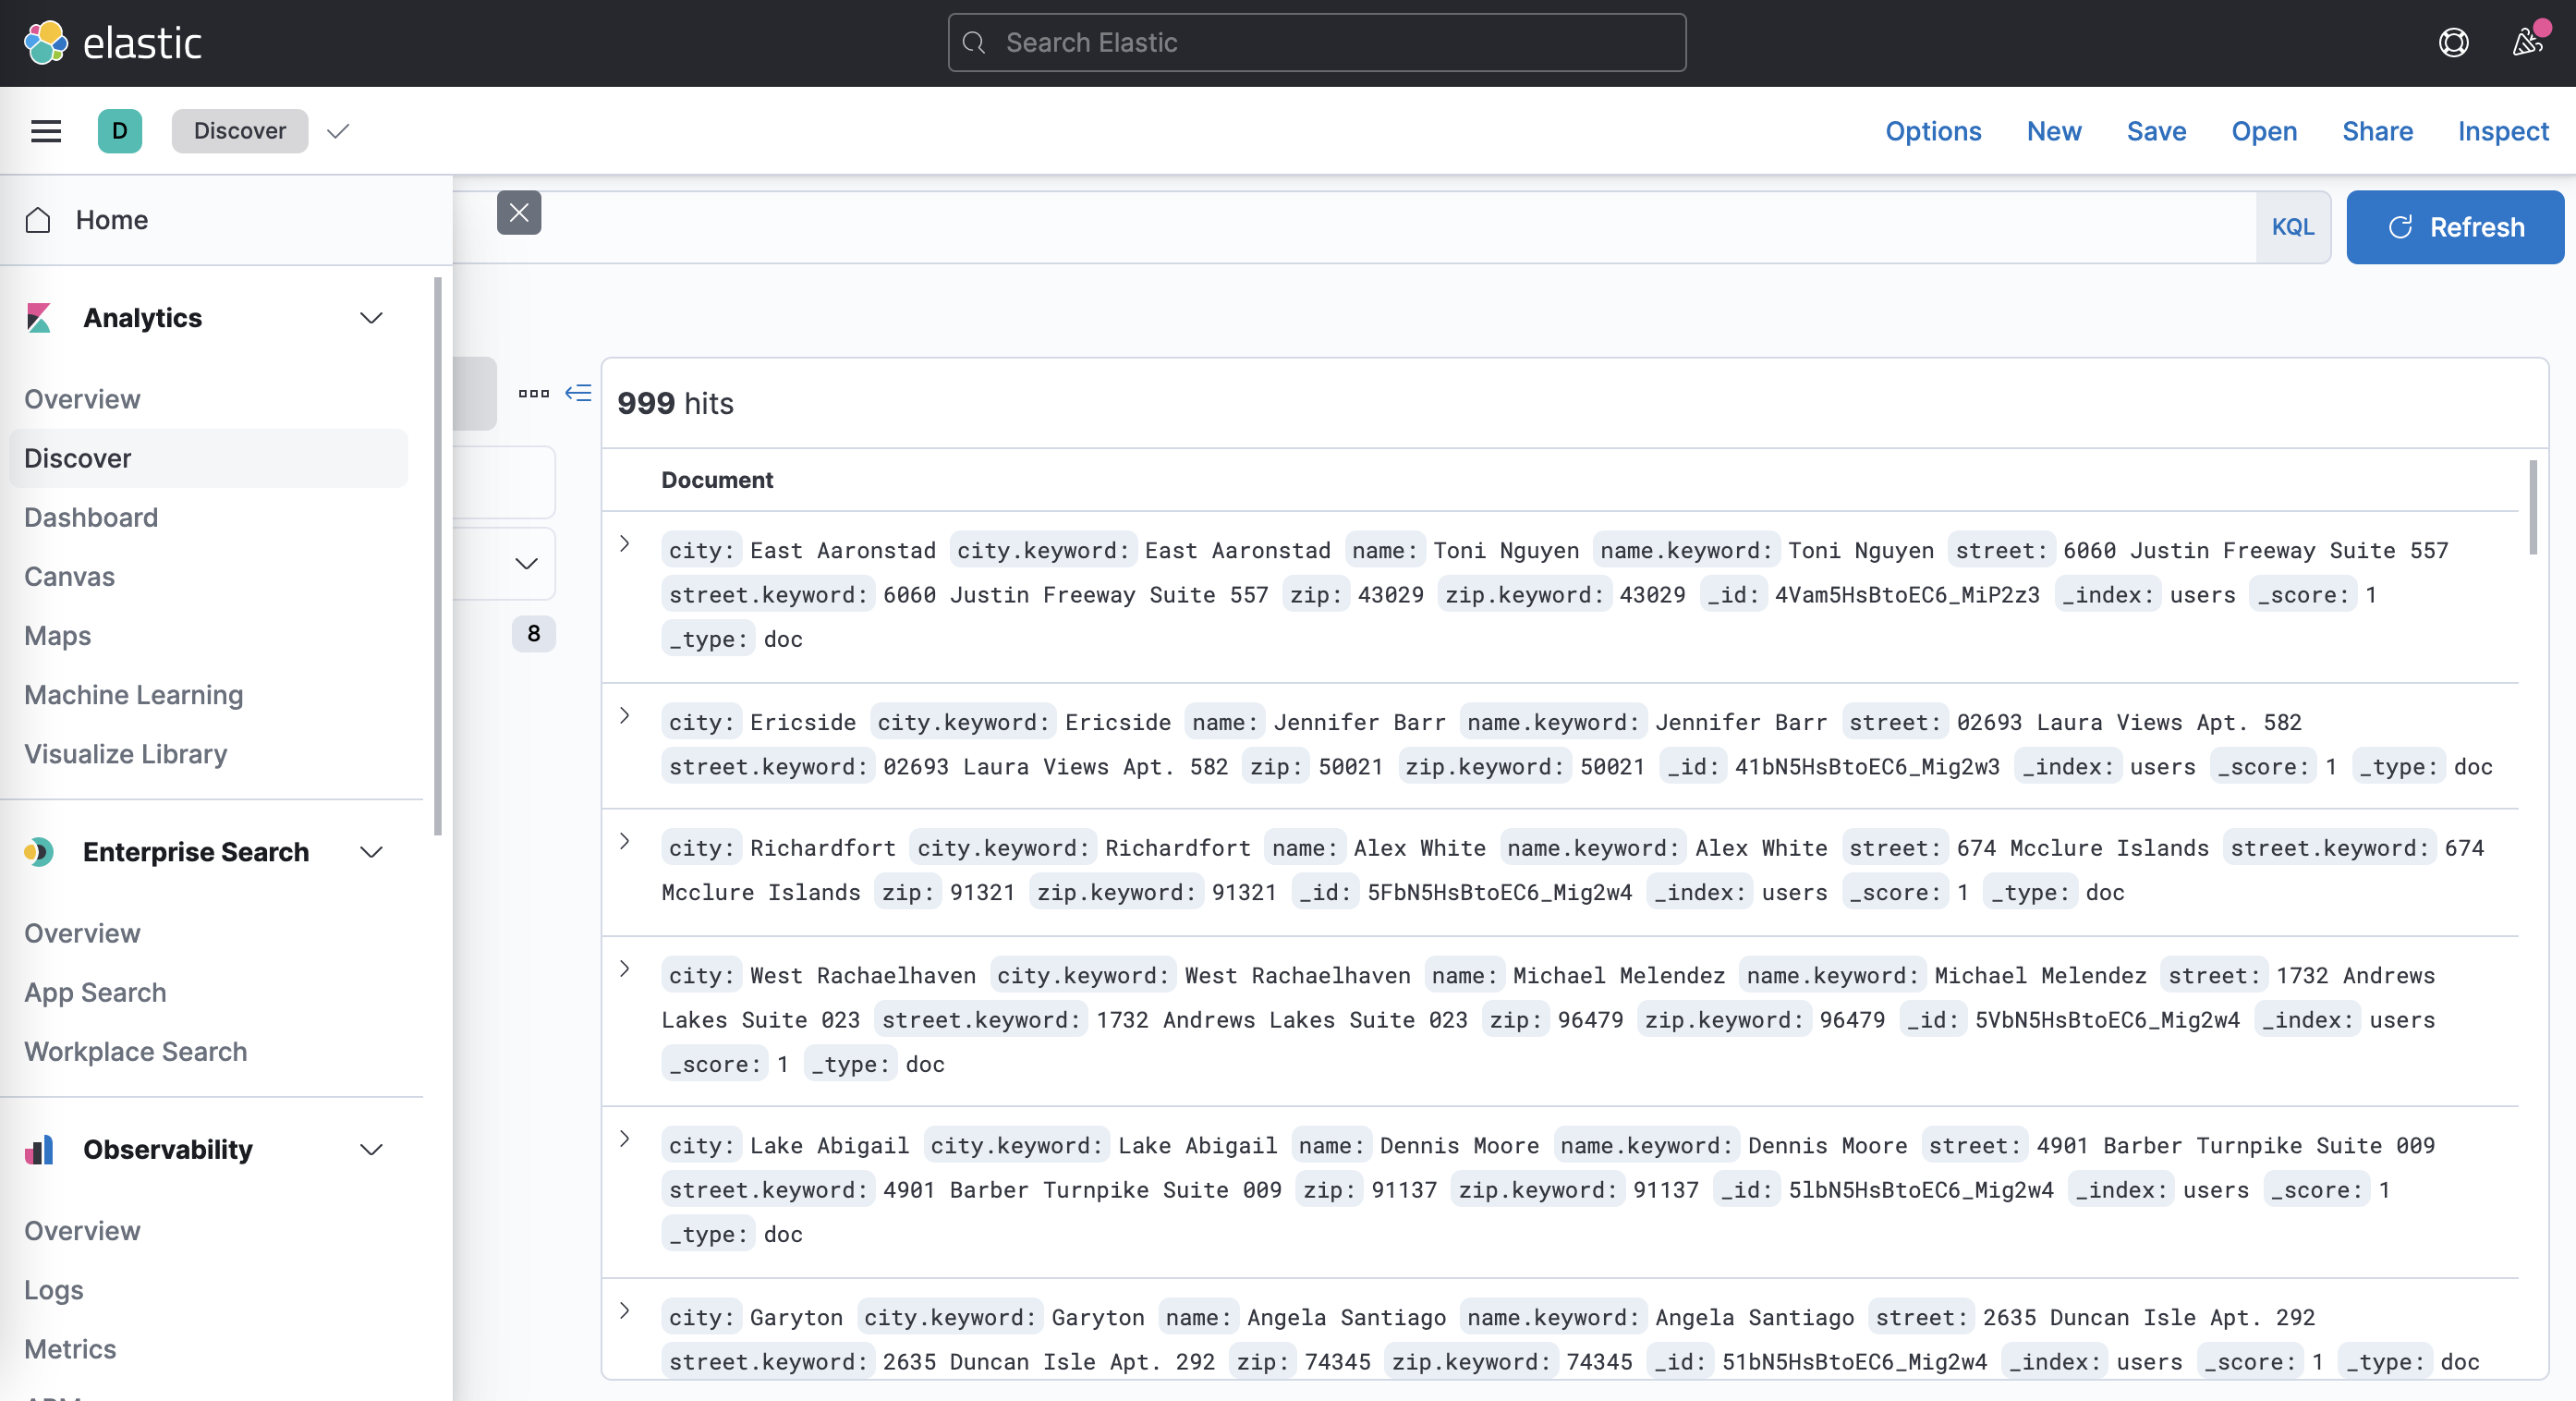 elastic
Search Elastic
D
Discover
Options
New
Save
Open
Share
Inspect
Home
KQL
Refresh
Analytics
Overview
Discover
Dashboard
Canvas
Maps
Machine Learning
Visualize Library
Enterprise Search
Overview
App Search
Workplace Search
Observability
Overview
Logs
Metrics
8
999 hits
Document
city: East Aaronstad city.keyword: East Aaronstad name: Toni Nguyen name.keyword: Toni Nguyen street: 6060 Justin Freeway Suite 557
street.keyword: 6060 Justin Freeway Suite 557 zip: 43029 zip.keyword: 43029 _id: 4Vam5HsBtoEC6_MiP2z3 _index: users _score: 1
_type: doc
city: Ericside city.keyword: Ericside name: Jennifer Barr name.keyword: Jennifer Barr street: 02693 Laura Views Apt. 582
street.keyword: 02693 Laura Views Apt. 582 zip: 50021 zip.keyword: 50021 _id: 41bN5HsBtoEC6_Mig2w3 _index: users _score: 1 _type: doc
city: Richardfort city.keyword: Richardfort name: Alex White name.keyword: Alex White street: 674 Mcclure Islands street.keyword: 674
Mcclure Islands zip: 91321 zip.keyword: 91321 _id: 5FbN5HsBtoEC6_Mig2w4 _index: users _score: 1 _type: doc
city: West Rachaelhaven city.keyword: West Rachaelhaven name: Michael Melendez name.keyword: Michael Melendez street: 1732 Andrews
Lakes Suite 023 street.keyword: 1732 Andrews Lakes Suite 023 zip: 96479 zip.keyword: 96479 _id: 5VbN5HsBtoEC6_Mig2w4 _index: users
_score: 1 _type: doc
city: Lake Abigail city.keyword: Lake Abigail name: Dennis Moore name.keyword: Dennis Moore street: 4901 Barber Turnpike Suite 009
street.keyword: 4901 Barber Turnpike Suite 009 zip: 91137 zip.keyword: 91137 _id: 5lbN5HsBtoEC6_Mig2w4 _index: users _score: 1
_type: doc
city: Garyton city.keyword: Garyton name: Angela Santiago name.keyword: Angela Santiago street: 2635 Duncan Isle Apt. 292
street.keyword: 2635 Duncan Isle Apt. 292 zip: 74345 zip.keyword: 74345 _id: 51bN5HsBtoEC6_Mig2w4 _index: users _score: 1 _type: doc